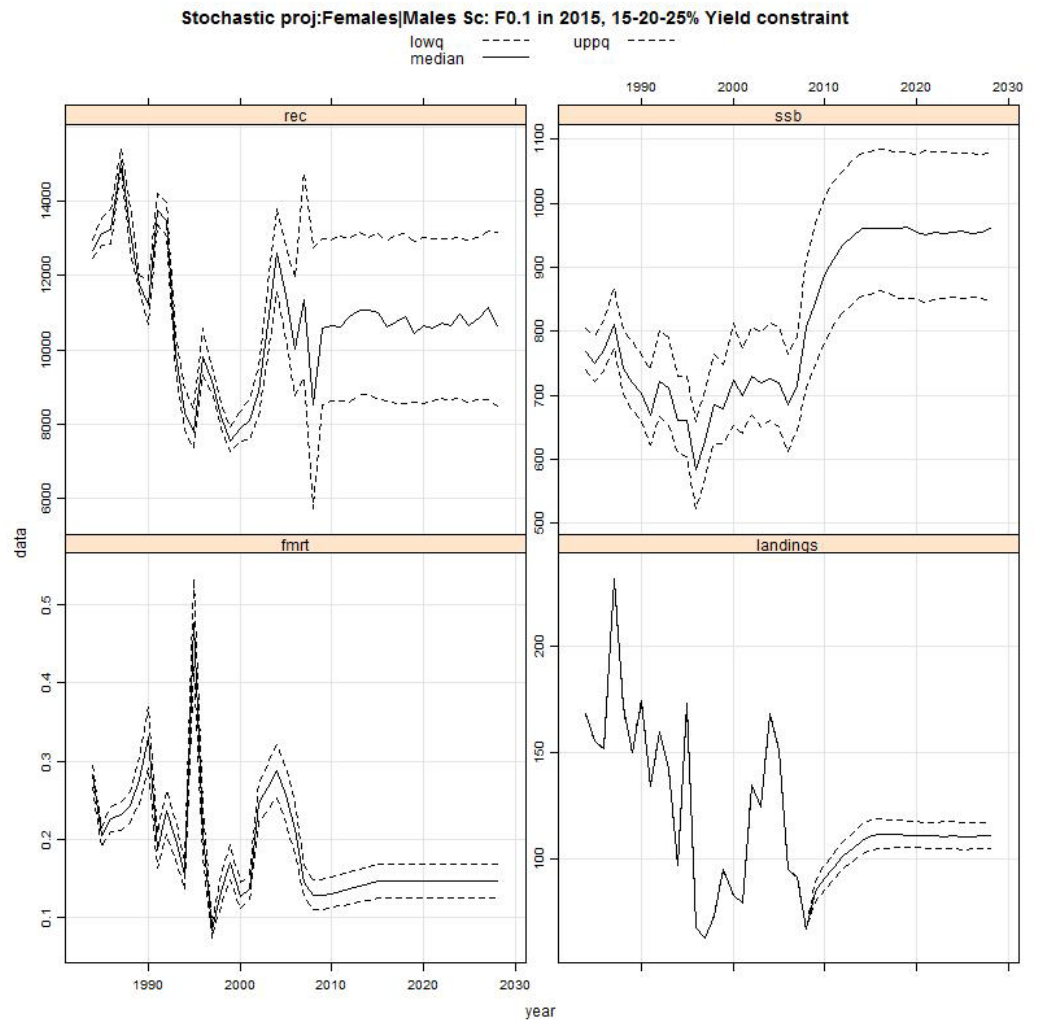 Stochastic proj:Females|Males Sc: F0.1 in 2015, 15-20-25% Yield constraint
lowq uppq
median
1990 2000 2010 2020 2030
rec ssb
14000
12000
10000
8000
6000
1100
1000
900
800
700
600
500
data
fmrt landings
0.5
0.4
0.3
0.2
0.1
200
150
100
1990 2000 2010 2020 2030
year